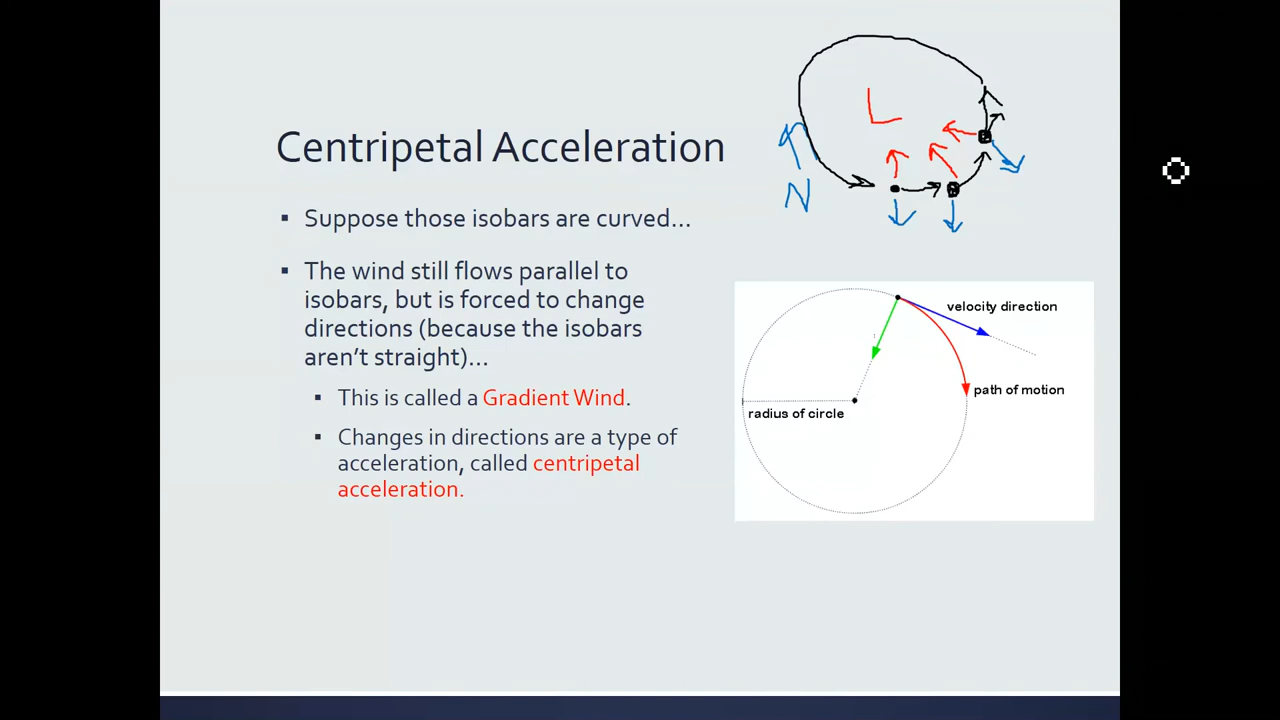 L
N
Centripetal Acceleration
▪ Suppose those isobars are curved...
▪ The wind still flows parallel to
isobars, but is forced to change
directions (because the isobars
aren't straight)...
▪ This is called a Gradient Wind.
▪ Changes in directions are a type of
acceleration, called centripetal
acceleration.
velocity direction
path of motion
radius of circle